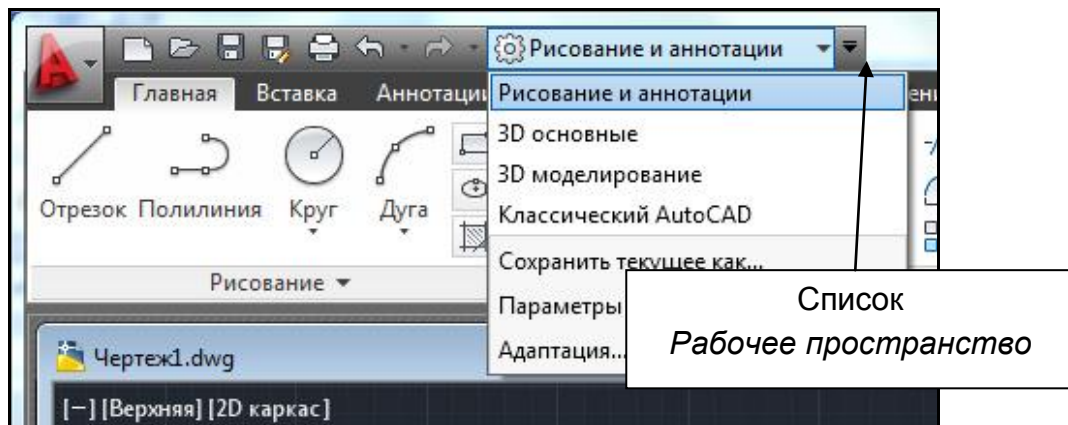 Рисование и аннотации
Главная Вставка Аннотации
Рисование и аннотации
3D основные
3D моделирование
Классический AutoCAD
Сохранить текущее как...
Параметры
Адаптация...
Отрезок Полилиния Круг Дуга
Рисование
Список
Рабочее пространство
Чертеж1.dwg
[−] [Верхняя] [2D каркас]